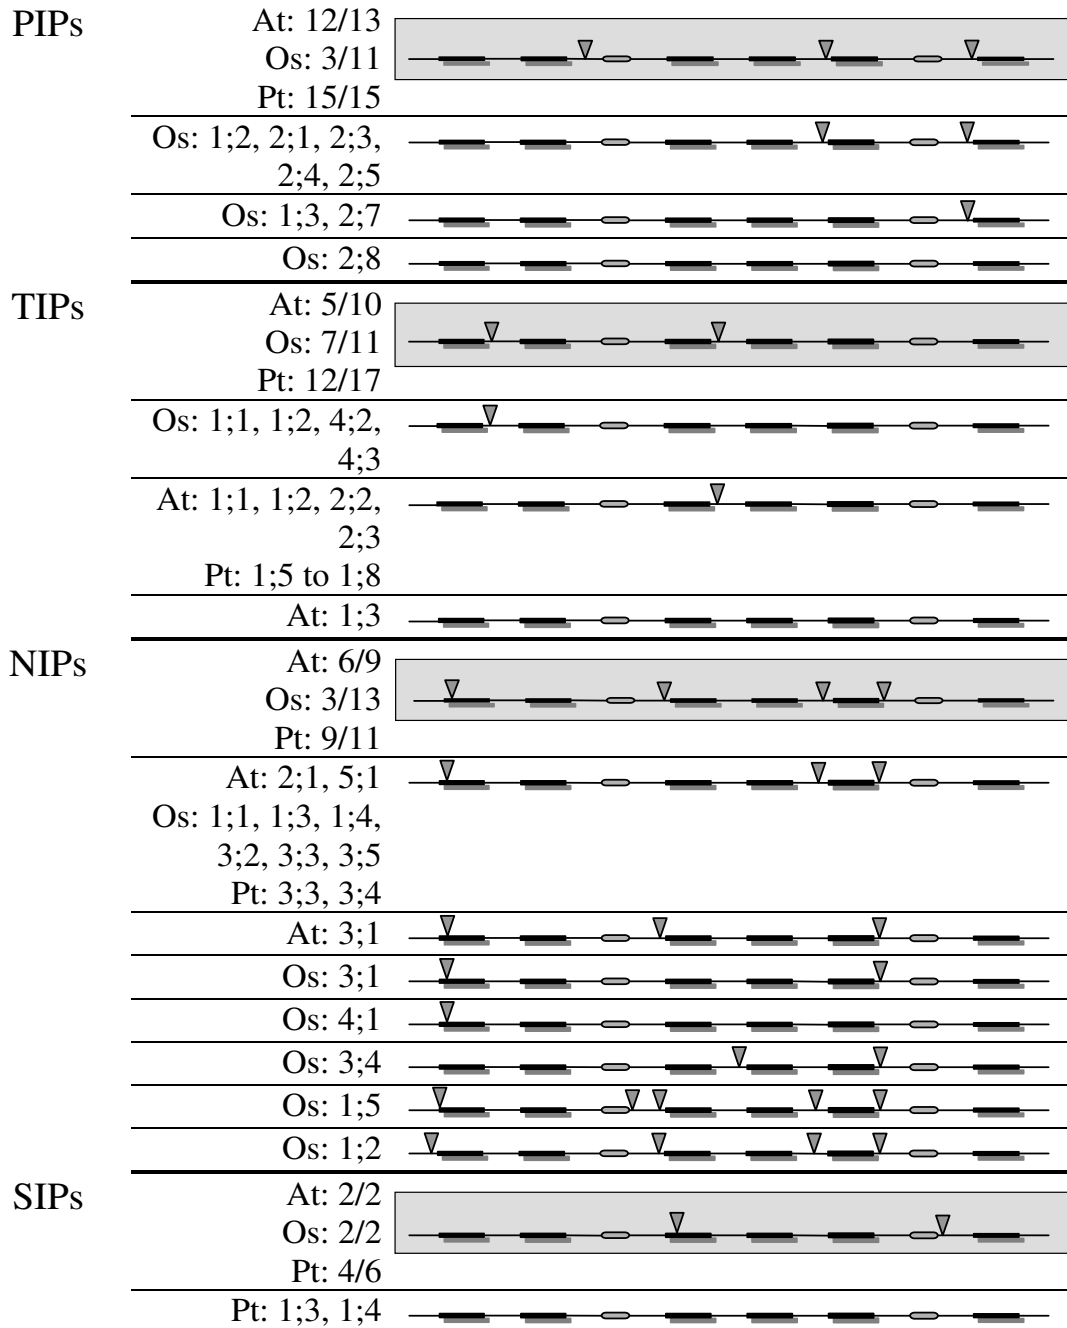 PIPs
At: 12/13
Os: 3/11
Pt: 15/15
Os: 1;2, 2;1, 2;3,
2;4, 2;5
Os: 1;3, 2;7
Os: 2;8
TIPs
At: 5/10
Os: 7/11
Pt: 12/17
Os: 1;1, 1;2, 4;2,
4;3
At: 1;1, 1;2, 2;2,
2;3
Pt: 1;5 to 1;8
At: 1;3
NIPs
At: 6/9
Os: 3/13
Pt: 9/11
At: 2;1, 5;1
Os: 1;1, 1;3, 1;4,
3;2, 3;3, 3;5
Pt: 3;3, 3;4
At: 3;1
Os: 3;1
Os: 4;1
Os: 3;4
Os: 1;5
Os: 1;2
SIPs
At: 2/2
Os: 2/2
Pt: 4/6
Pt: 1;3, 1;4